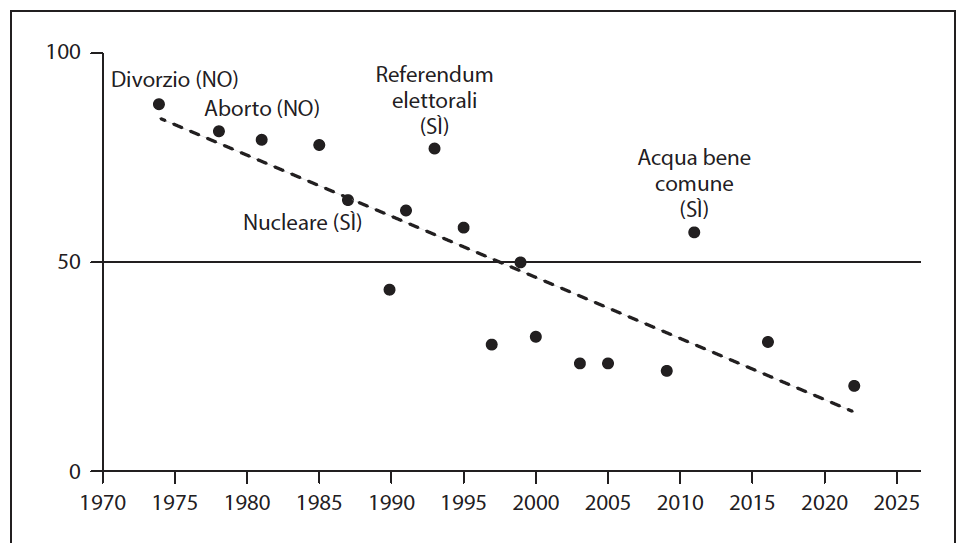 100
Divorzio (NO)
Aborto (NO)
Referendum
elettorali
(SÌ)
Acqua bene
comune
(SÌ)
Nucleare (SÌ)
50
0
1970 1975 1980 1985 1990 1995 2000 2005 2010 2015 2020 2025